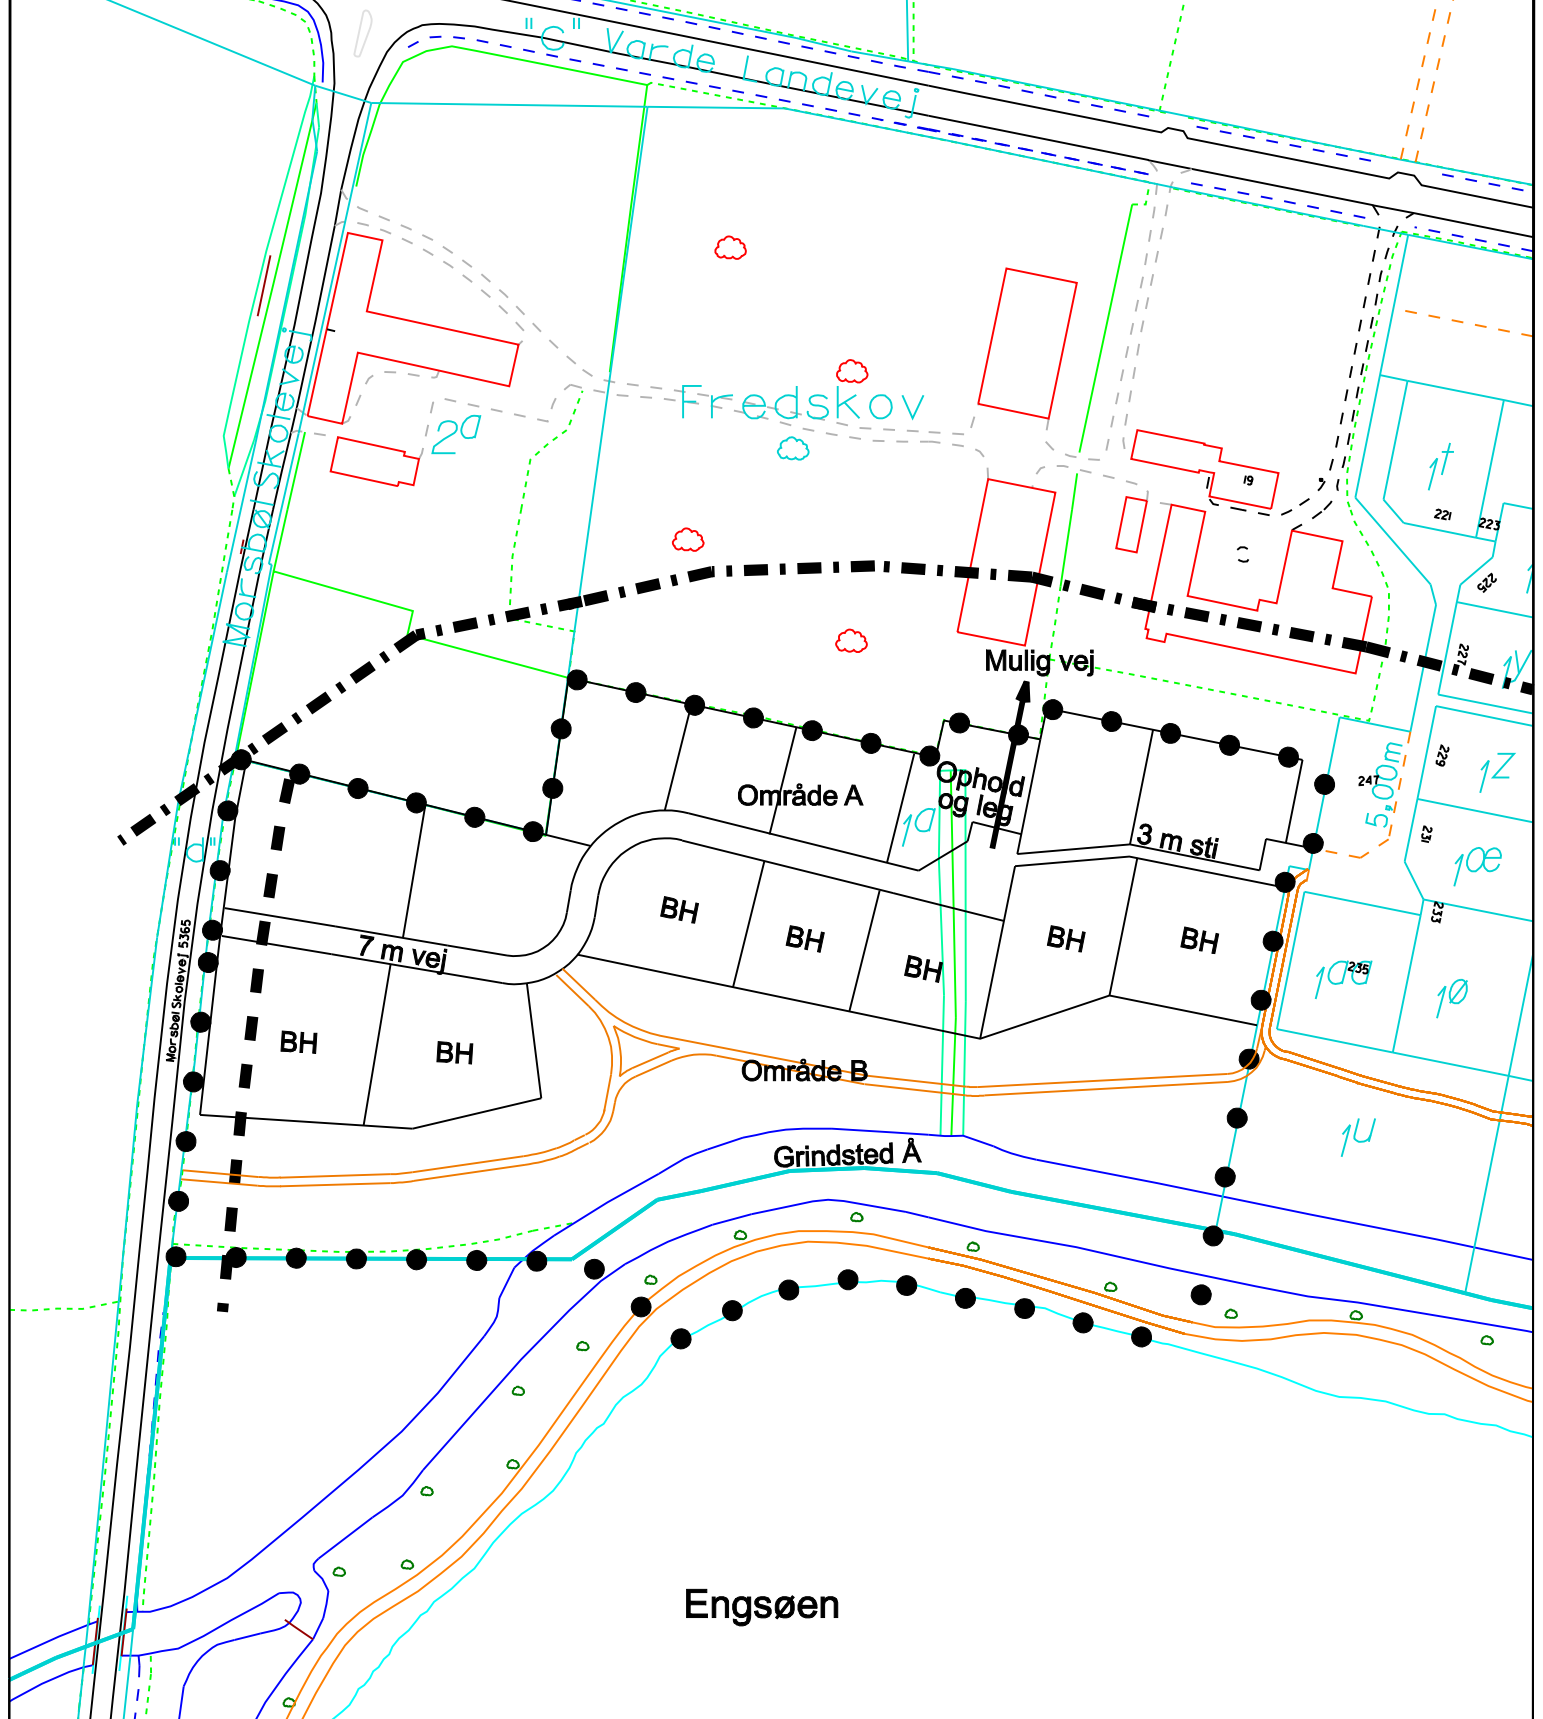 "C" Varde Landevej
Fredskov
2a
Morsbøl Skolevej
19
1t
221
223
225
227
1y
Mulig vej
229
1z
247
5,00m
Ophold
og leg
Område A
1a
3 m sti
231
1æ
"d"
BH
BH
BH
BH
BH
233
7 m vej
235
1aa
1ø
Morsbøl Skolevej 5365
BH
BH
Område B
1u
Grindsted Å
Engsøen